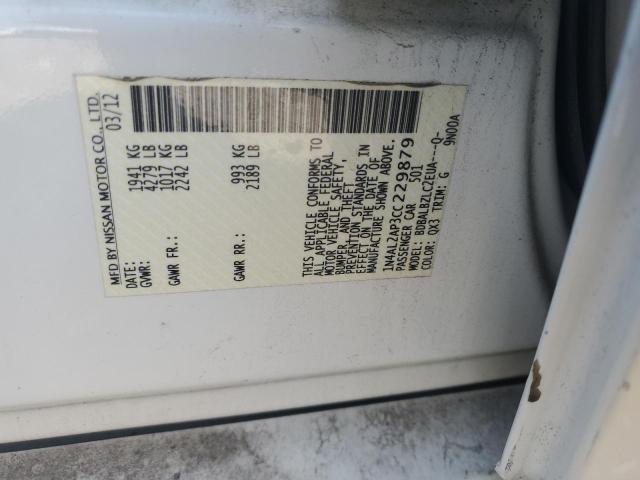 MFD BY NISSAN MOTOR CO., LTD.
DATE: 03/12
GVWR: 1941 KG
4279 LB
GAWR FR: 1017 KG
2242 LB
GAWR RR: 993 KG
2189 LB
THIS VEHICLE CONFORMS TO
ALL APPLICABLE FEDERAL
MOTOR VEHICLE SAFETY,
BUMPER, AND THEFT
PREVENTION STANDARDS IN
EFFECT ON THE DATE OF
MANUFACTURE SHOWN ABOVE.
1N4AL2AP3CC229879
PASSENGER CAR 501
MODEL: BDBALBZLC2EUA---Q-
COLOR: QX3 TRIM: G 9N00A